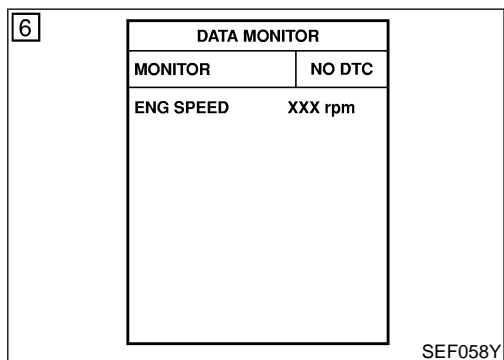 6
DATA MONITOR
MONITOR NO DTC
ENG SPEED XXX rpm
SEF058Y